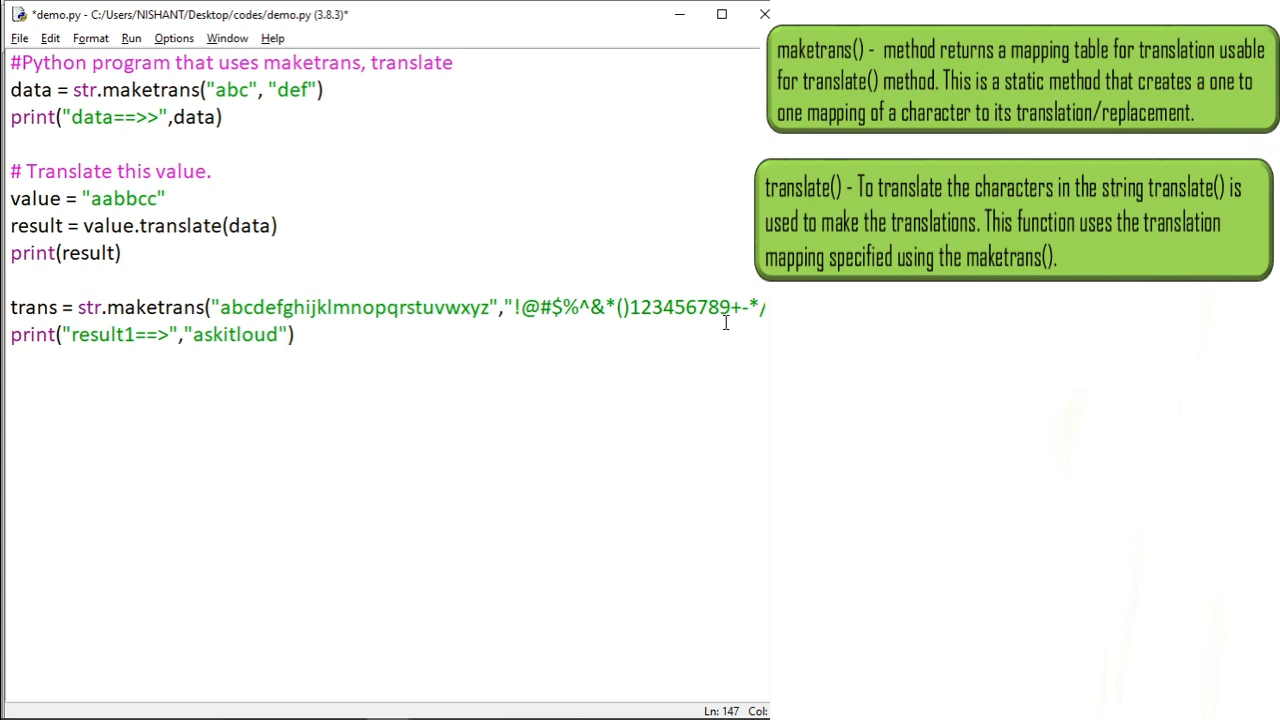 *demo.py - C:/Users/NISHANT/Desktop/codes/demo.py (3.8.3)*
File Edit Format Run Options Window Help
#Python program that uses maketrans, translate
data = str.maketrans("abc", "def")
print("data==>>",data)
# Translate this value.
value = "aabbcc"
result = value.translate(data)
print(result)
trans = str.maketrans("abcdefghijklmnopqrstuvwxyz","!@#$%^&*()123456789+-*/
print("result1==>","askitloud")
Ln: 147 Col:
maketrans() - method returns a mapping table for translation usable
for translate() method. This is a static method that creates a one to
one mapping of a character to its translation/replacement.
translate() - To translate the characters in the string translate() is
used to make the translations. This function uses the translation
mapping specified using the maketrans().